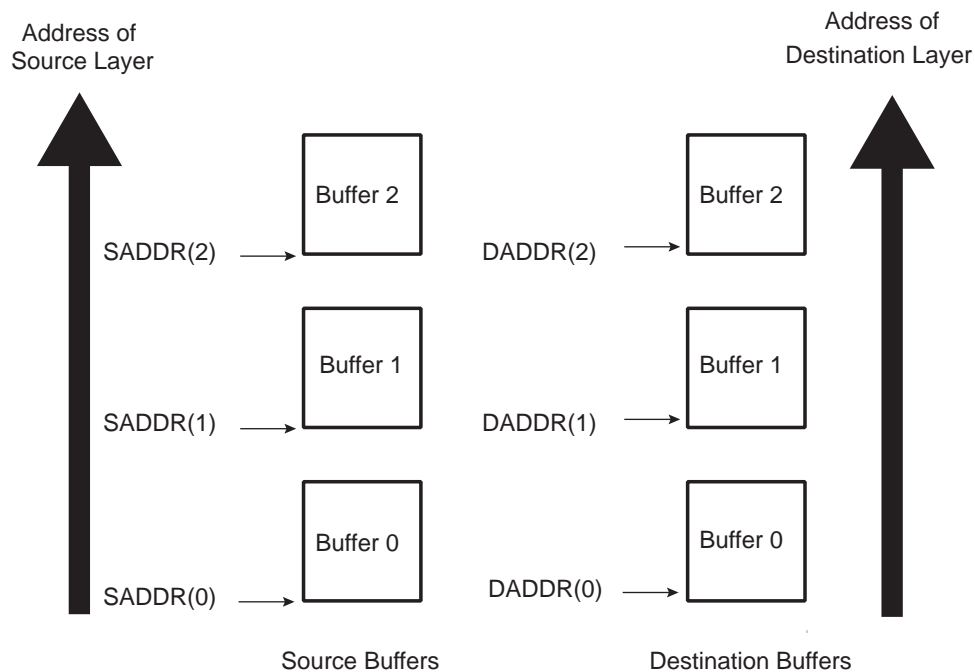 Address of
Source Layer
Address of
Destination Layer
Buffer 2
Buffer 2
SADDR(2)
DADDR(2)
Buffer 1
Buffer 1
SADDR(1)
DADDR(1)
Buffer 0
Buffer 0
SADDR(0)
DADDR(0)
Source Buffers
Destination Buffers